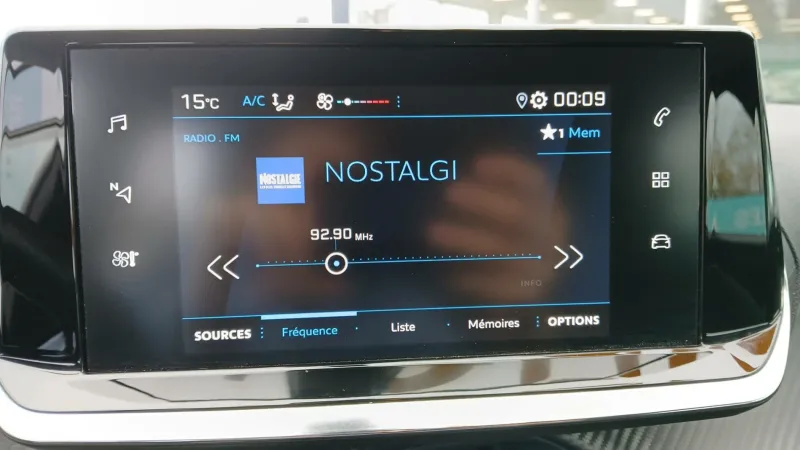 15°C A/C 00:09
RADIO . FM
1 Mem
NOSTALGIE
NOSTALGI
92.90 MHz
N
INFO
SOURCES Fréquence Liste Mémoires OPTIONS